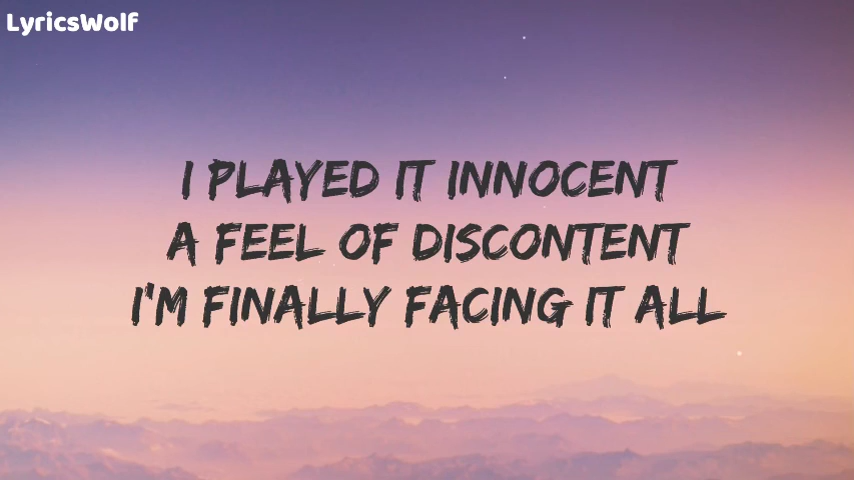 LyricsWolf
I PLAYED IT INNOCENT
A FEEL OF DISCONTENT
I'M FINALLY FACING IT ALL